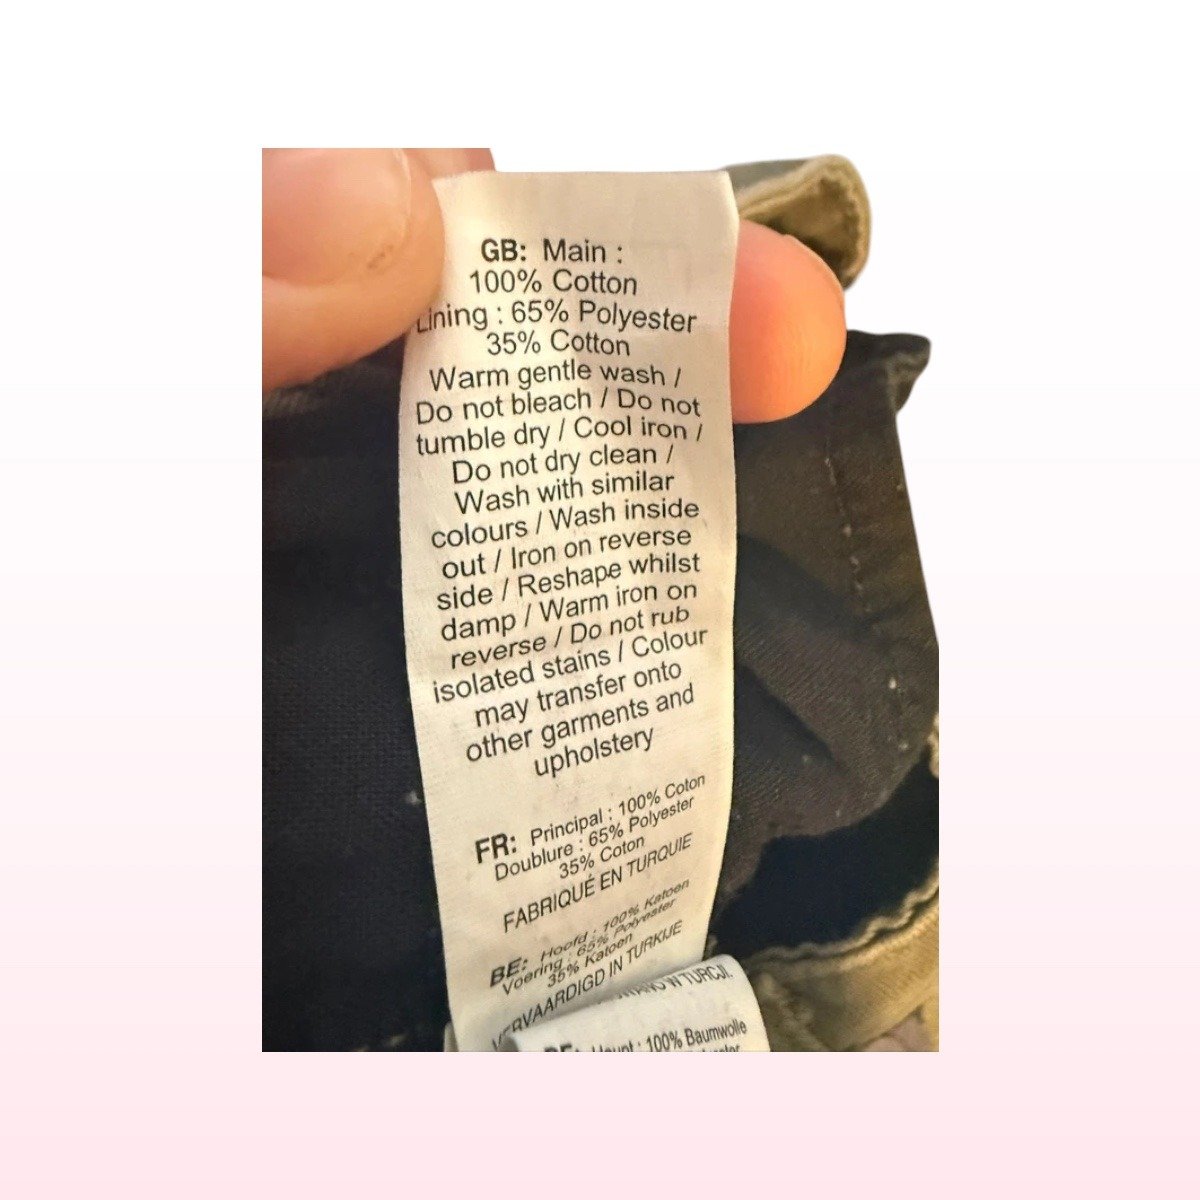 GB: Main :
100% Cotton
Lining : 65% Polyester
35% Cotton
Warm gentle wash /
Do not bleach / Do not
tumble dry / Cool iron /
Do not dry clean /
Wash with similar
colours / Wash inside
out / Iron on reverse
side / Reshape whilst
damp / Warm iron on
reverse / Do not rub
isolated stains / Colour
may transfer onto
other garments and
upholstery
FR: Principal : 100% Coton
Doublure : 65% Polyester
35% Coton
FABRIQUÉ EN TURQUIE
BE: Hoofd : 100% Katoen
Voering : 65% Polyester
35% Katoen
VERVAARDIGD IN TURKIJE
W TURCJI.
100% Baumwolle